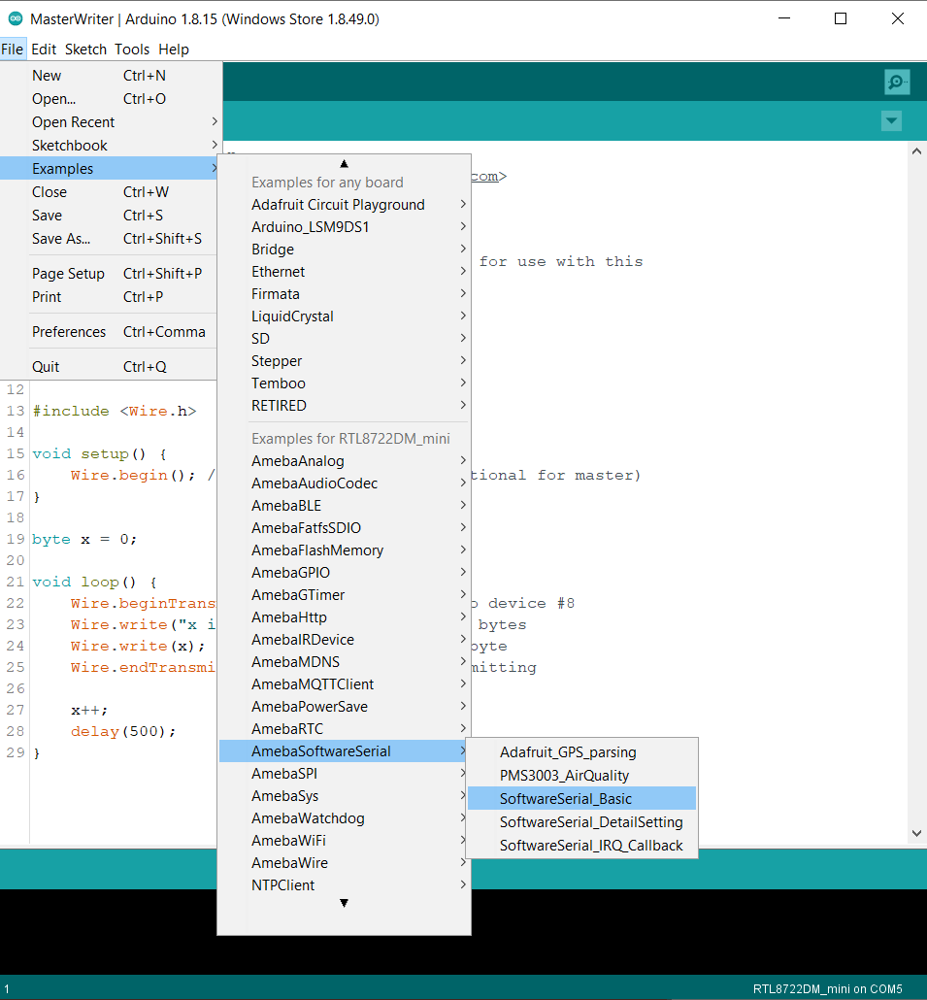 MasterWriter | Arduino 1.8.15 (Windows Store 1.8.49.0)
File Edit Sketch Tools Help
New Ctrl+N
Open... Ctrl+O
Open Recent
Sketchbook
Examples
Close Ctrl+W
Save Ctrl+S
Save As... Ctrl+Shift+S
Page Setup Ctrl+Shift+P
Print Ctrl+P
Preferences Ctrl+Comma
Quit Ctrl+Q
Examples for any board
Adafruit Circuit Playground
Arduino_LSM9DS1
Bridge
Ethernet
Firmata
LiquidCrystal
SD
Stepper
Temboo
RETIRED
Examples for RTL8722DM_mini
AmebaAnalog
AmebaAudioCodec
AmebaBLE
AmebaFatfsSDIO
AmebaFlashMemory
AmebaGPIO
AmebaGTimer
AmebaHttp
AmebaIRDevice
AmebaMDNS
AmebaMQTTClient
AmebaPowerSave
AmebaRTC
AmebaSoftwareSerial
AmebaSPI
AmebaSys
AmebaWatchdog
AmebaWiFi
AmebaWire
NTPClient
Adafruit_GPS_parsing
PMS3003_AirQuality
SoftwareSerial_Basic
SoftwareSerial_DetailSetting
SoftwareSerial_IRQ_Callback
com>
for use with this
12
13 #include <Wire.h>
14
15 void setup() {
16 Wire.begin(); / tional for master)
17 }
18
19 byte x = 0;
20
21 void loop() {
22 Wire.beginTrans o device #8
23 Wire.write("x i bytes
24 Wire.write(x); byte
25 Wire.endTransmi mitting
26
27 x++;
28 delay(500);
29 }
1 RTL8722DM_mini on COM5